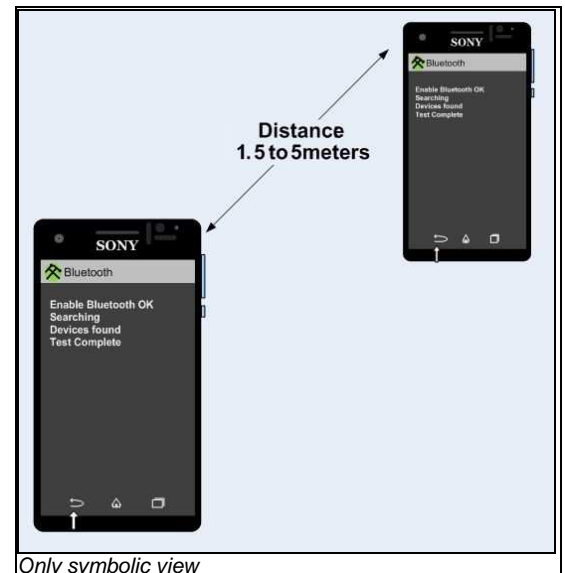 SONY
Bluetooth
Enable Bluetooth OK
Searching
Devices found
Test Complete
Distance
1. 5 to 5meters
SONY
Bluetooth
Enable Bluetooth OK
Searching
Devices found
Test Complete
Only symbolic view